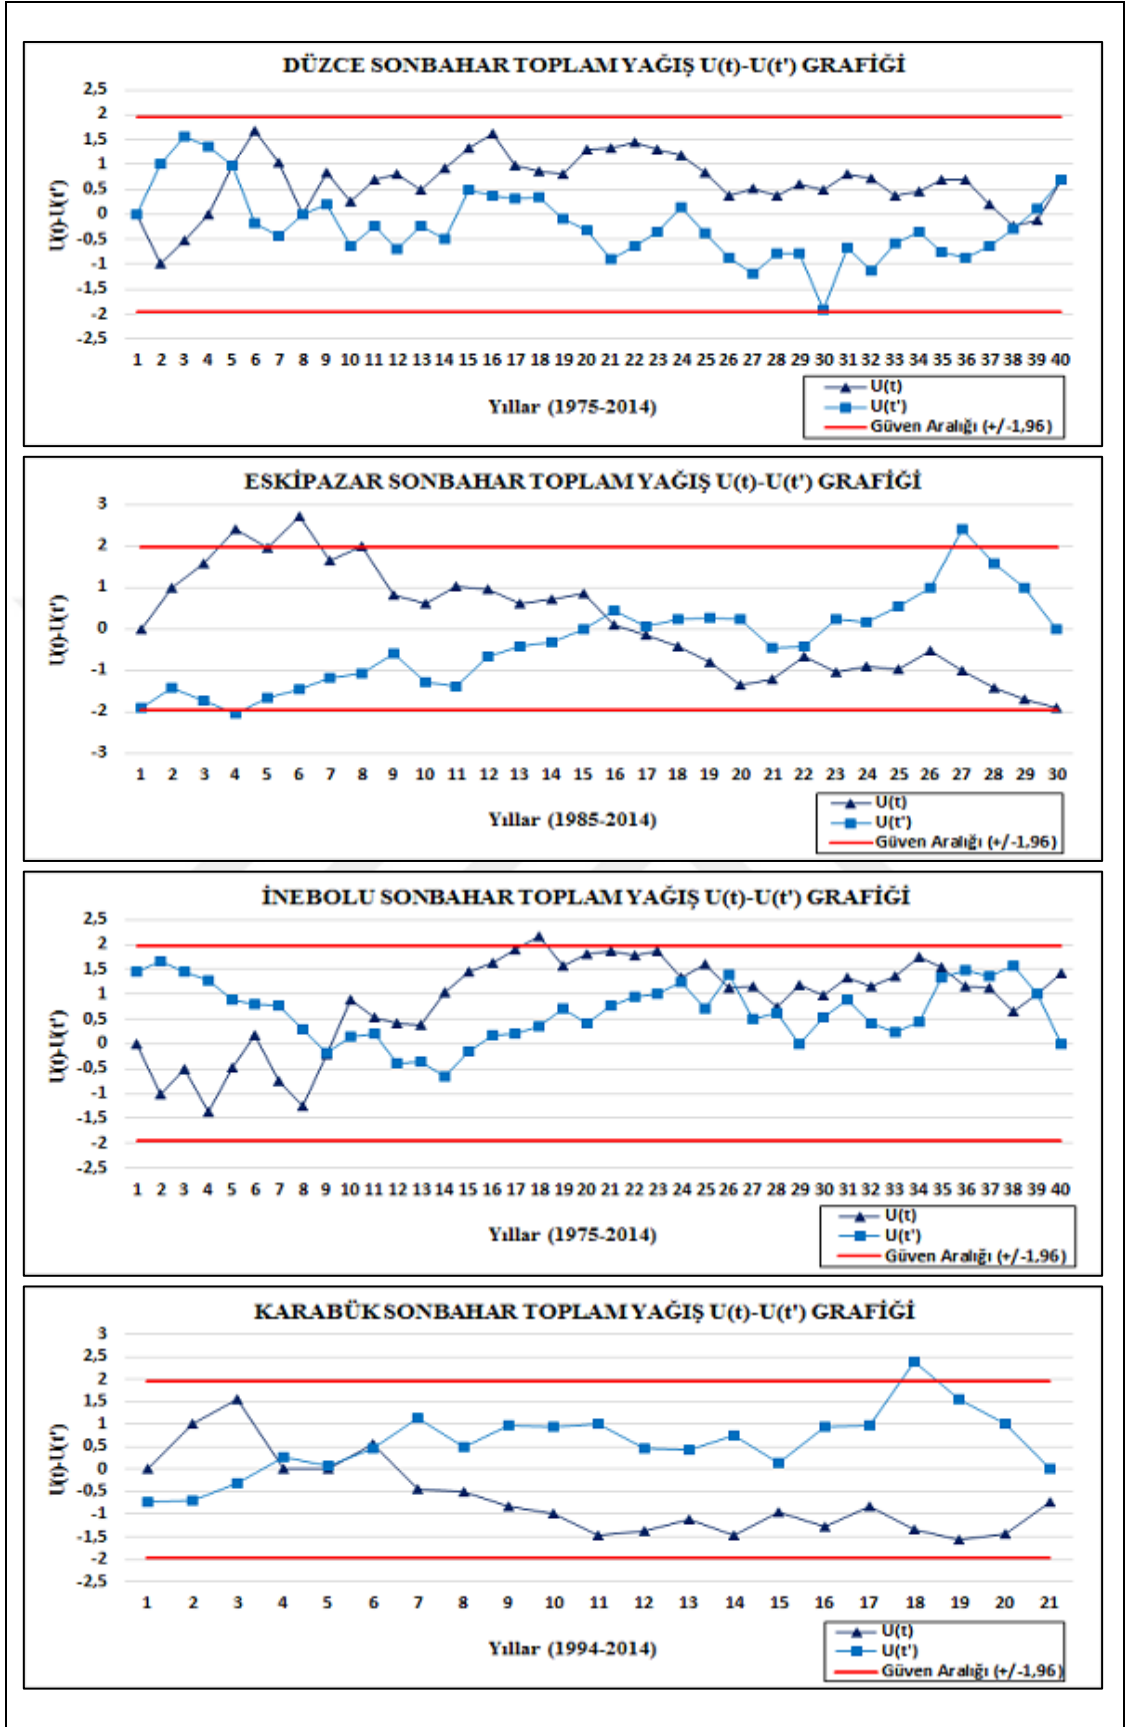 DÜZCE SONBAHAR TOPLAM YAĞIŞ U(t)-U(t') GRAFİĞİ
2,5
2
1,5
1
0,5
0
-0,5
-1
-1,5
-2
-2,5
U(t)-U(t')
1 2 3 4 5 6 7 8 9 10 11 12 13 14 15 16 17 18 19 20 21 22 23 24 25 26 27 28 29 30 31 32 33 34 35 36 37 38 39 40
Yıllar (1975-2014)
U(t)
U(t')
Güven Aralığı (+/-1,96)
ESKİPAZAR SONBAHAR TOPLAM YAĞIŞ U(t)-U(t') GRAFİĞİ
3
2
1
0
-1
-2
-3
U(t)-U(t')
1 2 3 4 5 6 7 8 9 10 11 12 13 14 15 16 17 18 19 20 21 22 23 24 25 26 27 28 29 30
Yıllar (1985-2014)
U(t)
U(t')
Güven Aralığı (+/-1,96)
İNEBOLU SONBAHAR TOPLAM YAĞIŞ U(t)-U(t') GRAFİĞİ
2,5
2
1,5
1
0,5
0
-0,5
-1
-1,5
-2
-2,5
U(t)-U(t')
1 2 3 4 5 6 7 8 9 10 11 12 13 14 15 16 17 18 19 20 21 22 23 24 25 26 27 28 29 30 31 32 33 34 35 36 37 38 39 40
Yıllar (1975-2014)
U(t)
U(t')
Güven Aralığı (+/-1,96)
KARABÜK SONBAHAR TOPLAM YAĞIŞ U(t)-U(t') GRAFİĞİ
3
2,5
2
1,5
1
0,5
0
-0,5
-1
-1,5
-2
-2,5
U(t)-U(t')
1 2 3 4 5 6 7 8 9 10 11 12 13 14 15 16 17 18 19 20 21
Yıllar (1994-2014)
U(t)
U(t')
Güven Aralığı (+/-1,96)